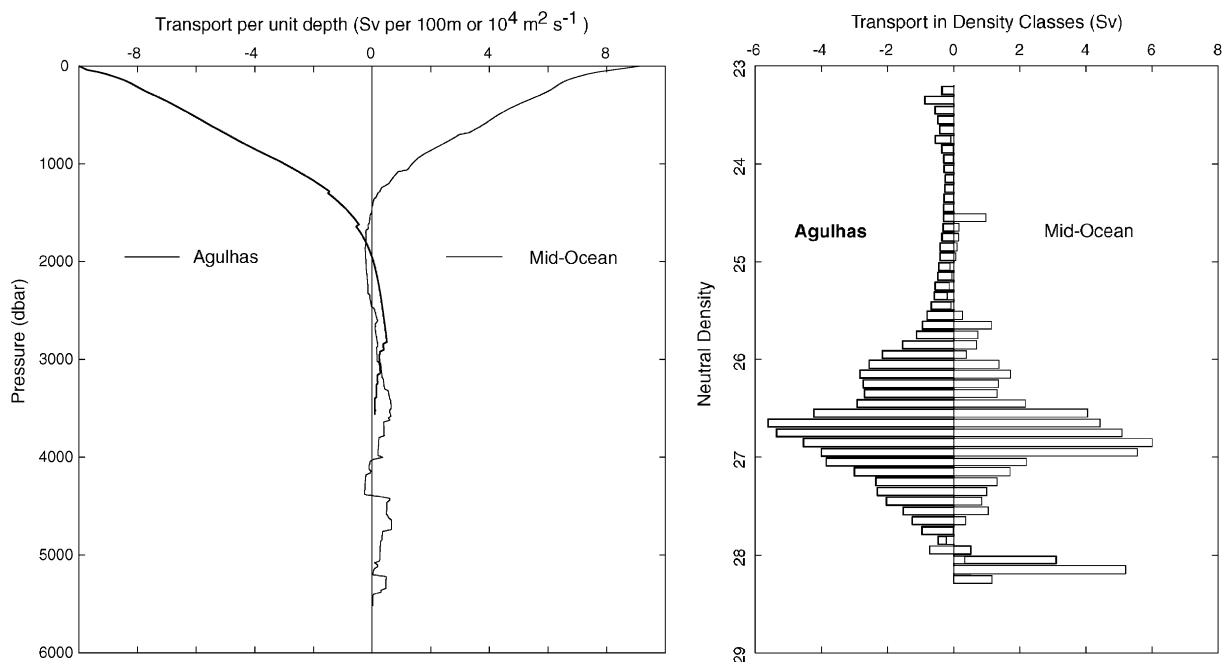 Transport per unit depth (Sv per 100m or 10⁴ m² s⁻¹ )
-8 -4 0 4 8
0
1000
2000
3000
4000
5000
6000
Pressure (dbar)
Agulhas
Mid-Ocean
Transport in Density Classes (Sv)
-6 -4 -2 0 2 4 6 8
23
24
25
26
27
28
29
Neutral Density
Agulhas
Mid-Ocean